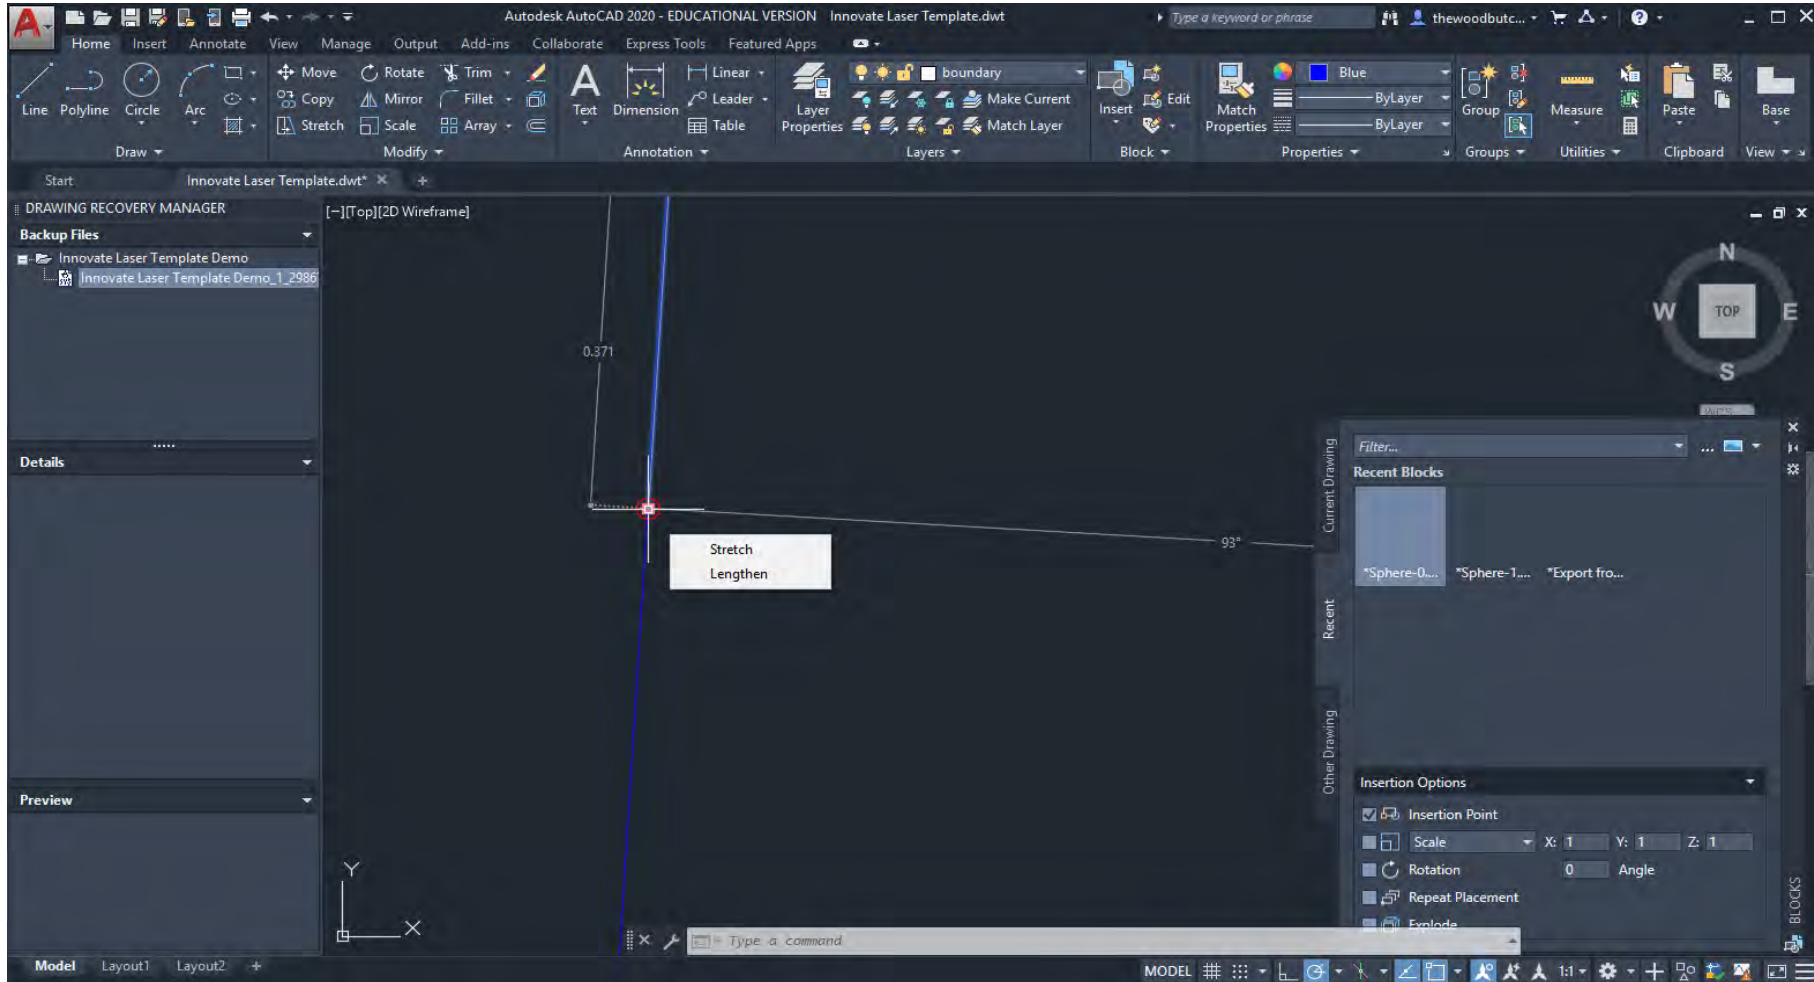 Autodesk AutoCAD 2020 - EDUCATIONAL VERSION Innovate Laser Template.dwt
Type a keyword or phrase
thewoodbutc...
Home Insert Annotate View Manage Output Add-ins Collaborate Express Tools Featured Apps
Line Polyline Circle Arc
Move Rotate Trim
Copy Mirror Fillet
Stretch Scale Array
Text Dimension
Linear
Leader
Table
Layer Properties
boundary
Make Current
Match Layer
Insert
Edit
Match Properties
Blue
ByLayer
ByLayer
Group
Measure
Paste
Base
Draw Modify Annotation Layers Block Properties Groups Utilities Clipboard View
Start Innovate Laser Template.dwt* +
DRAWING RECOVERY MANAGER
Backup Files
Innovate Laser Template Demo
Innovate Laser Template Demo_1_2986
Details
Preview
[−][Top][2D Wireframe]
0.371
93°
Stretch
Lengthen
Y
X
N
W TOP E
S
WCS
Current Drawing
Recent
Other Drawing
Filter...
...
Recent Blocks
*Sphere-0.... *Sphere-1.... *Export fro...
Insertion Options
Insertion Point
Scale X: 1 Y: 1 Z: 1
Rotation 0 Angle
Repeat Placement
Explode
BLOCKS
Type a command
Model Layout1 Layout2 +
MODEL 1:1